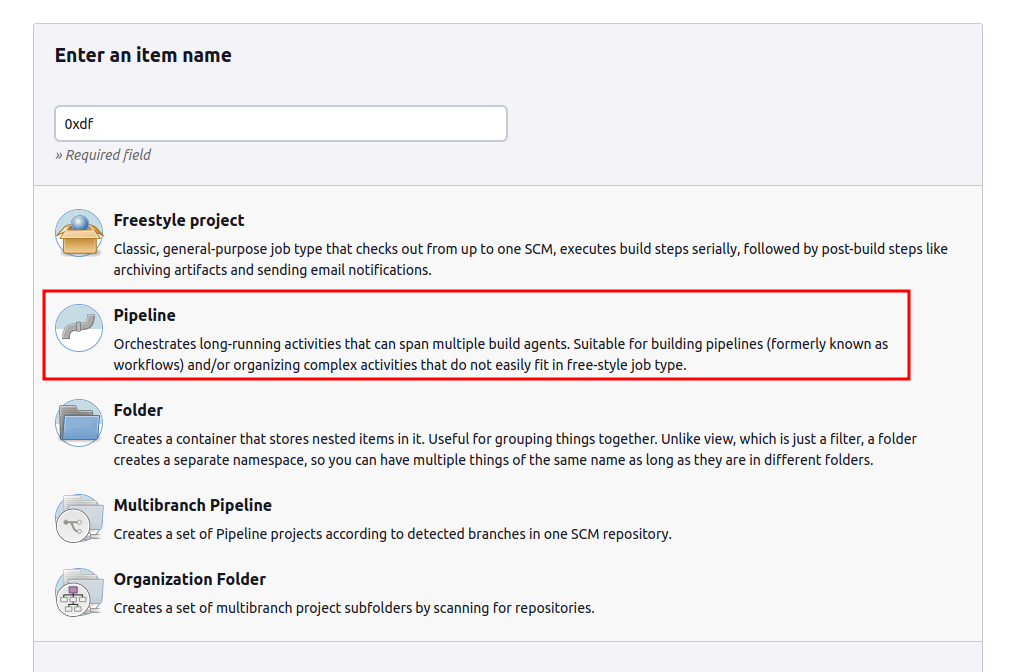 Enter an item name
0xdf
» Required field
Freestyle project
Classic, general-purpose job type that checks out from up to one SCM, executes build steps serially, followed by post-build steps like
archiving artifacts and sending email notifications.
Pipeline
Orchestrates long-running activities that can span multiple build agents. Suitable for building pipelines (formerly known as
workflows) and/or organizing complex activities that do not easily fit in free-style job type.
Folder
Creates a container that stores nested items in it. Useful for grouping things together. Unlike view, which is just a filter, a folder
creates a separate namespace, so you can have multiple things of the same name as long as they are in different folders.
Multibranch Pipeline
Creates a set of Pipeline projects according to detected branches in one SCM repository.
Organization Folder
Creates a set of multibranch project subfolders by scanning for repositories.